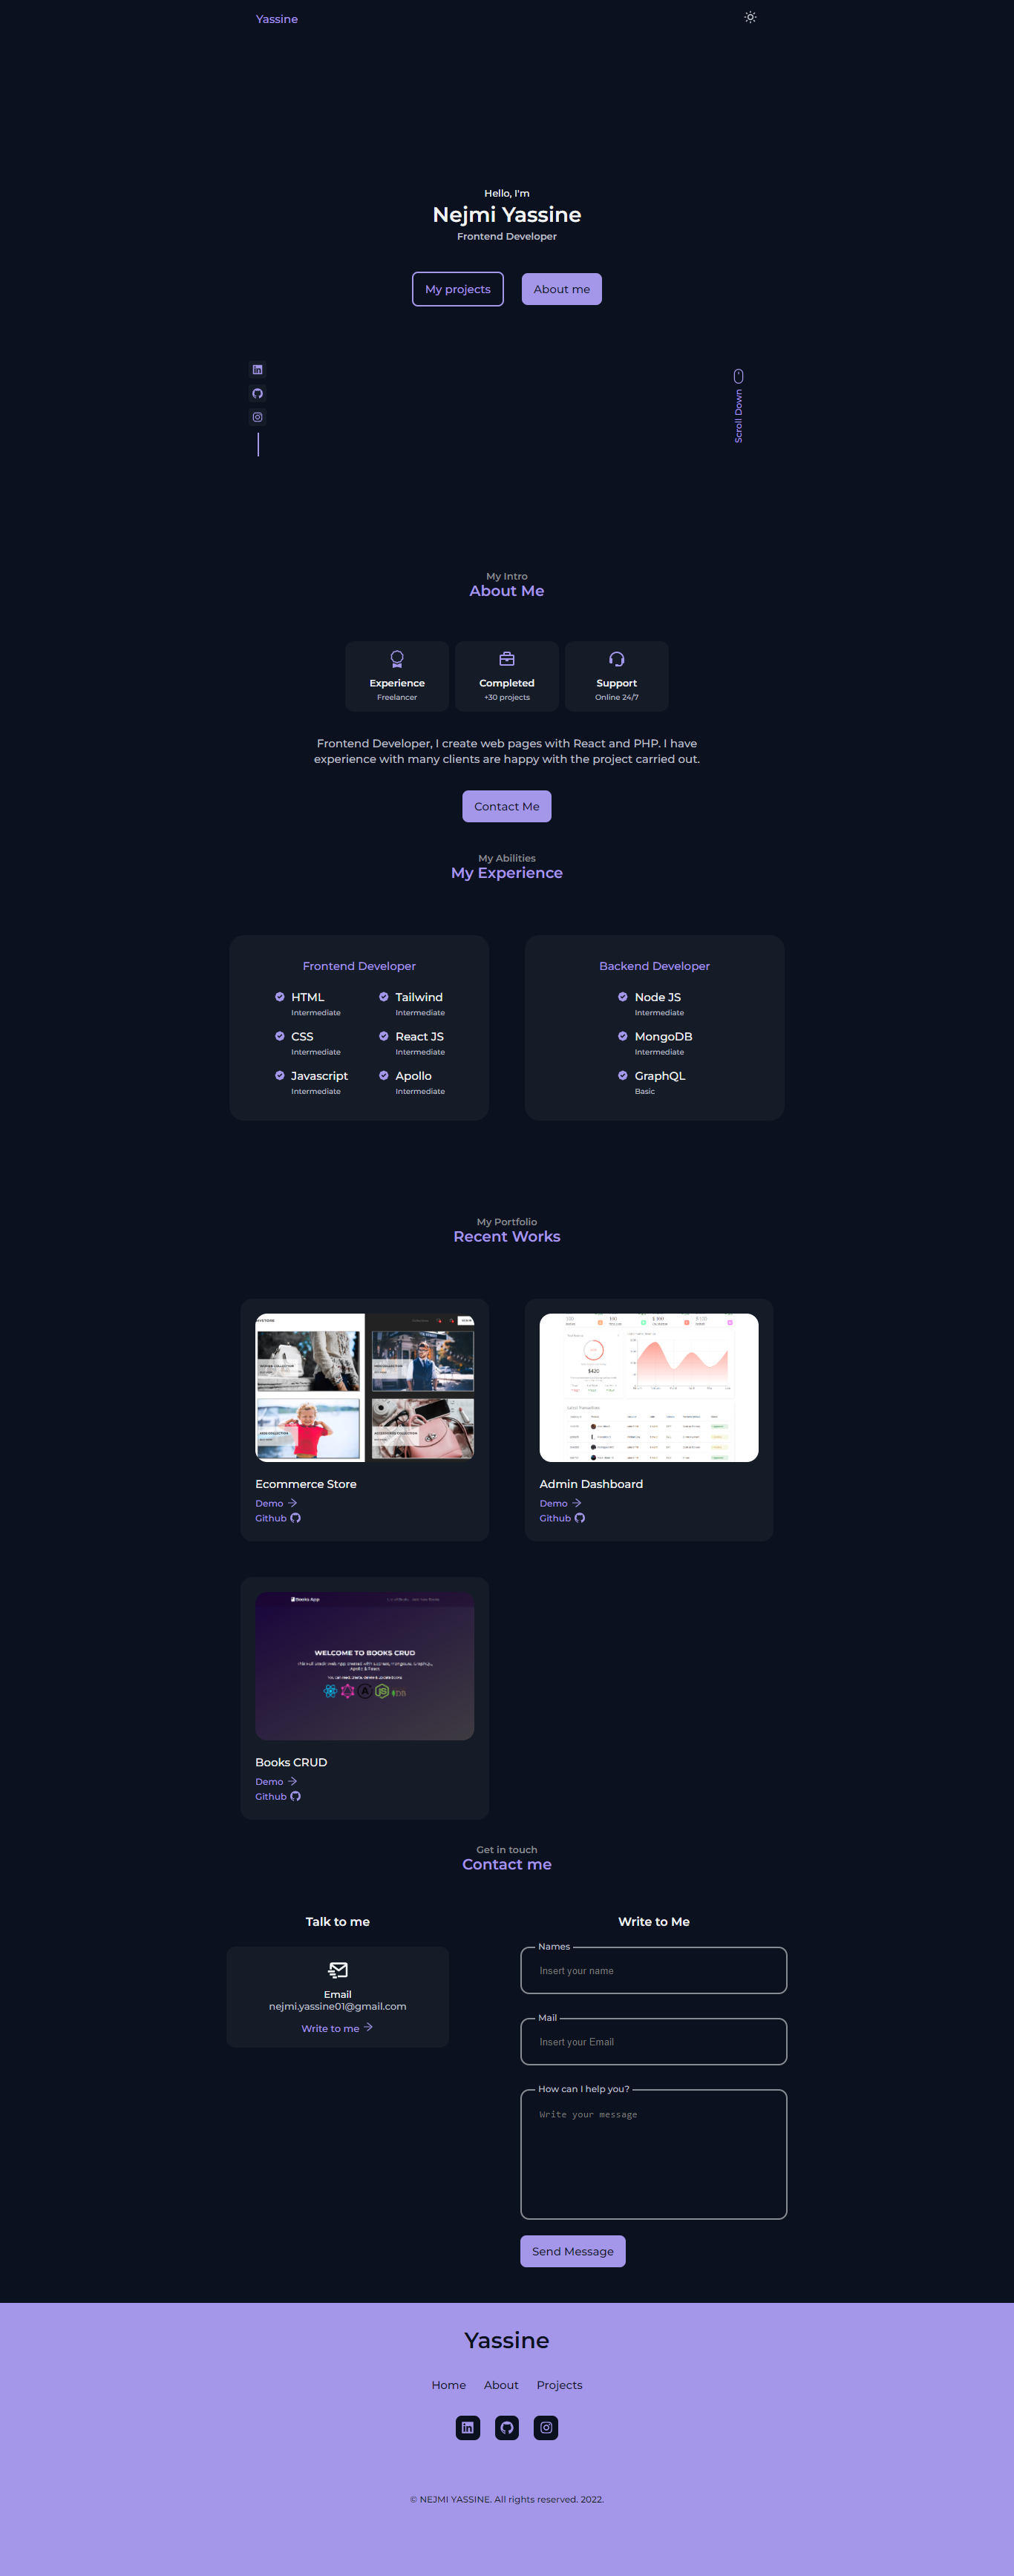 Yassine
Hello, I'm
Nejmi Yassine
Frontend Developer
My projects
About me
Scroll Down
My Intro
About Me
Experience
Freelancer
Completed
+30 projects
Support
Online 24/7
Frontend Developer, I create web pages with React and PHP. I have
experience with many clients are happy with the project carried out.
Contact Me
My Abilities
My Experience
Frontend Developer
HTML
Intermediate
CSS
Intermediate
Javascript
Intermediate
Tailwind
Intermediate
React JS
Intermediate
Apollo
Intermediate
Backend Developer
Node JS
Intermediate
MongoDB
Intermediate
GraphQL
Basic
My Portfolio
Recent Works
Ecommerce Store
Demo
Github
$420
Admin Dashboard
Demo
Github
Books App
WELCOME TO BOOKS CRUD
Apollo & React
Books CRUD
Demo
Github
Get in touch
Contact me
Talk to me
Email
nejmi.yassine01@gmail.com
Write to me
Write to Me
Names
Insert your name
Mail
Insert your Email
How can I help you?
Write your message
Send Message
Yassine
Home About Projects
© NEJMI YASSINE. All rights reserved. 2022.